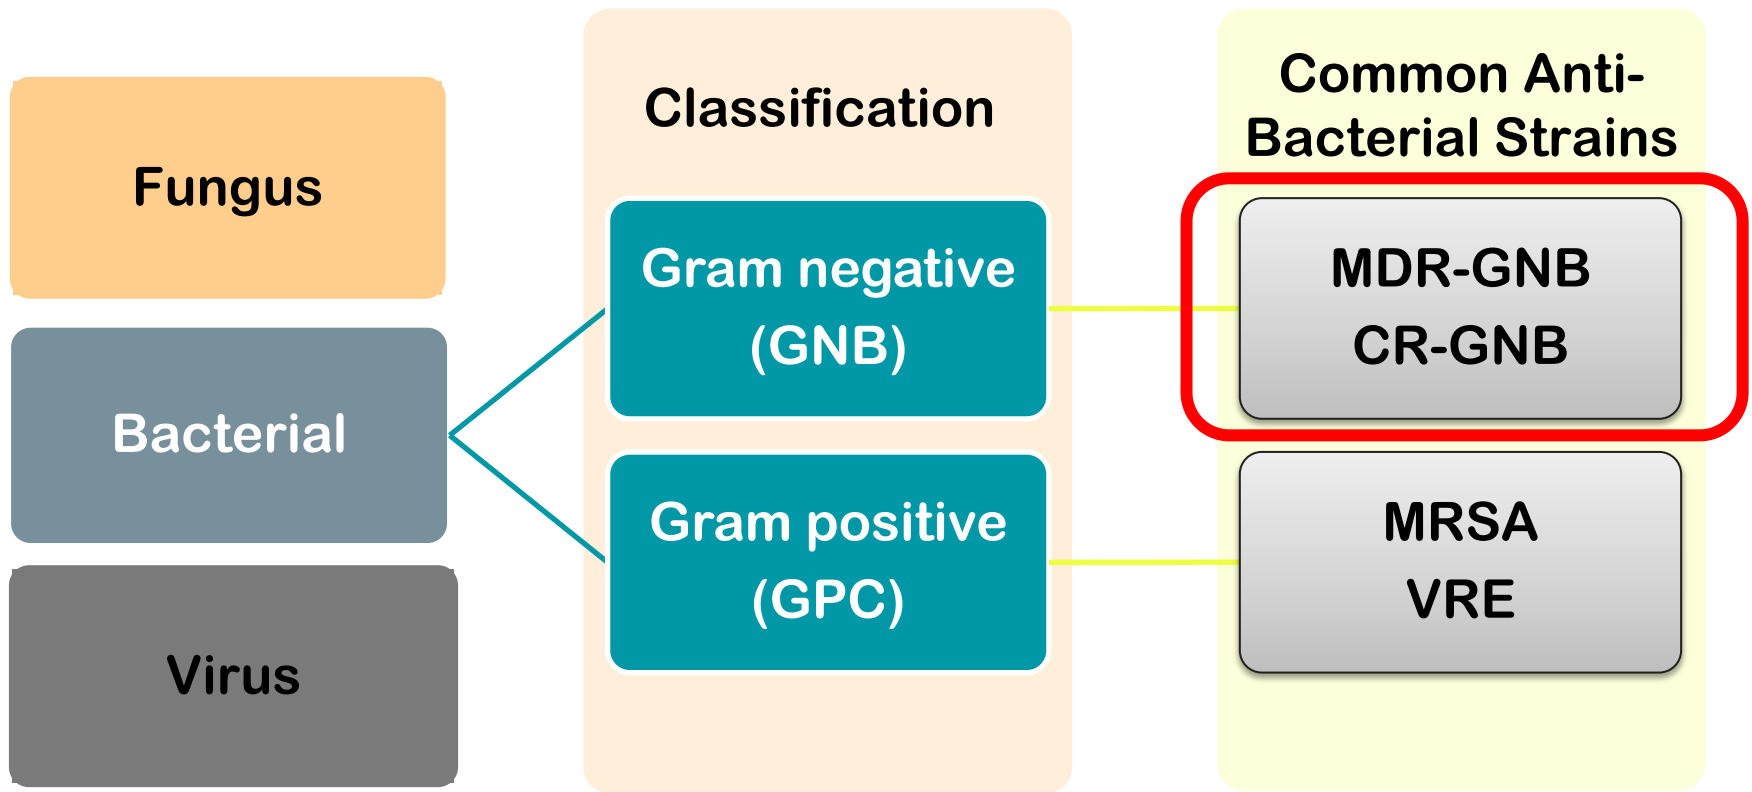 Fungus
Bacterial
Virus
Classification
Gram negative
(GNB)
Gram positive
(GPC)
Common Anti-
Bacterial Strains
MDR-GNB
CR-GNB
MRSA
VRE